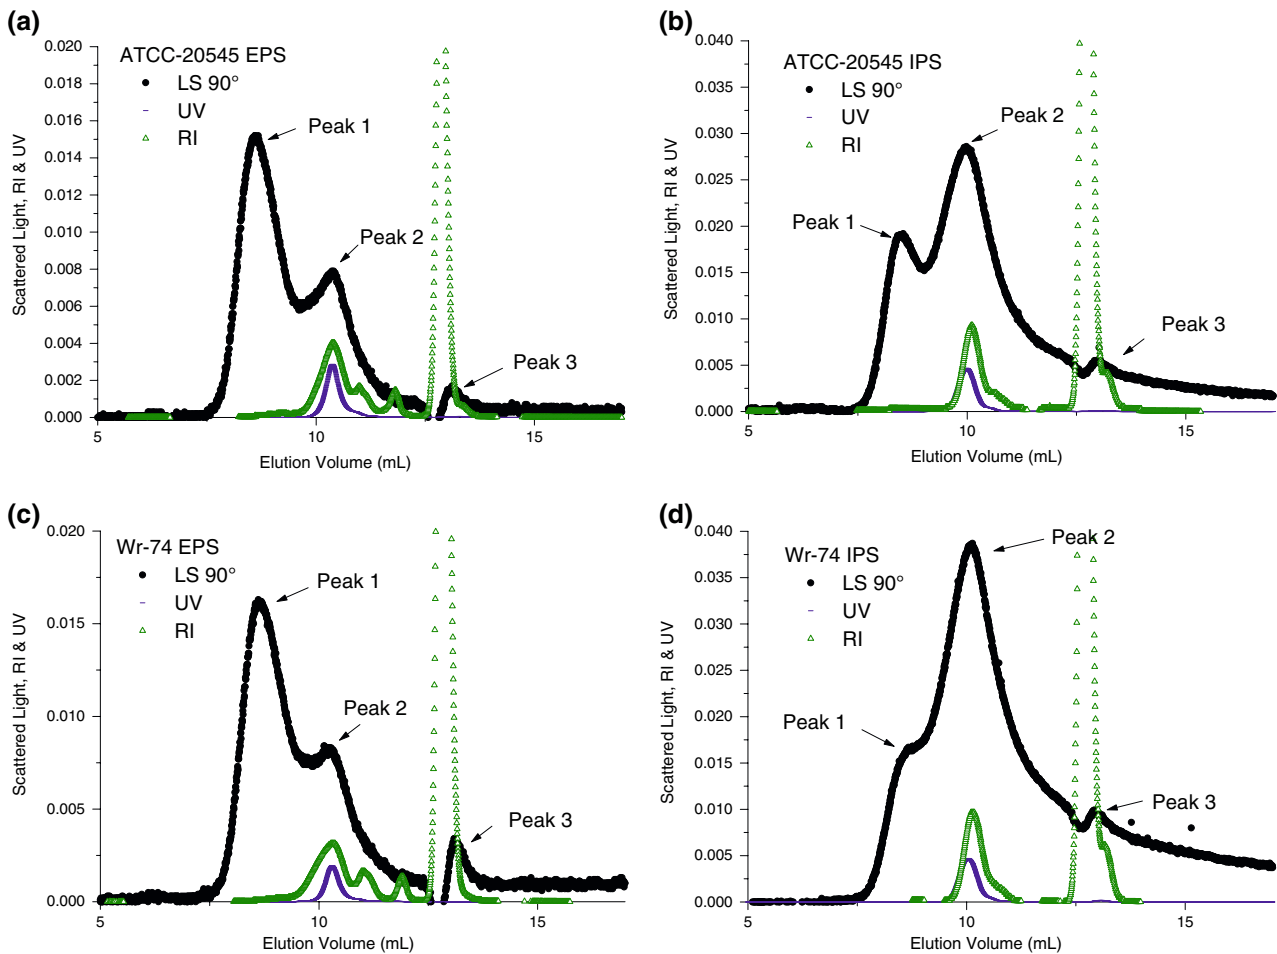 (a)
ATCC-20545 EPS
LS 90°
UV
RI
Peak 1
Peak 2
Peak 3
0.020
0.018
0.016
0.014
0.012
0.010
0.008
0.006
0.004
0.002
0.000
5
10
15
Scattered Light, RI & UV
Elution Volume (mL)
(b)
ATCC-20545 IPS
LS 90°
UV
RI
Peak 1
Peak 2
Peak 3
0.040
0.035
0.030
0.025
0.020
0.015
0.010
0.005
0.000
5
10
15
Scattered Light, RI & UV
Elution Volume (mL)
(c)
Wr-74 EPS
LS 90°
UV
RI
Peak 1
Peak 2
Peak 3
0.020
0.015
0.010
0.005
0.000
5
10
15
Scattered Light, RI & UV
Elution Volume (mL)
(d)
Wr-74 IPS
LS 90°
UV
RI
Peak 1
Peak 2
Peak 3
0.040
0.035
0.030
0.025
0.020
0.015
0.010
0.005
0.000
5
10
15
Scattered Light, RI & UV
Elution Volume (mL)